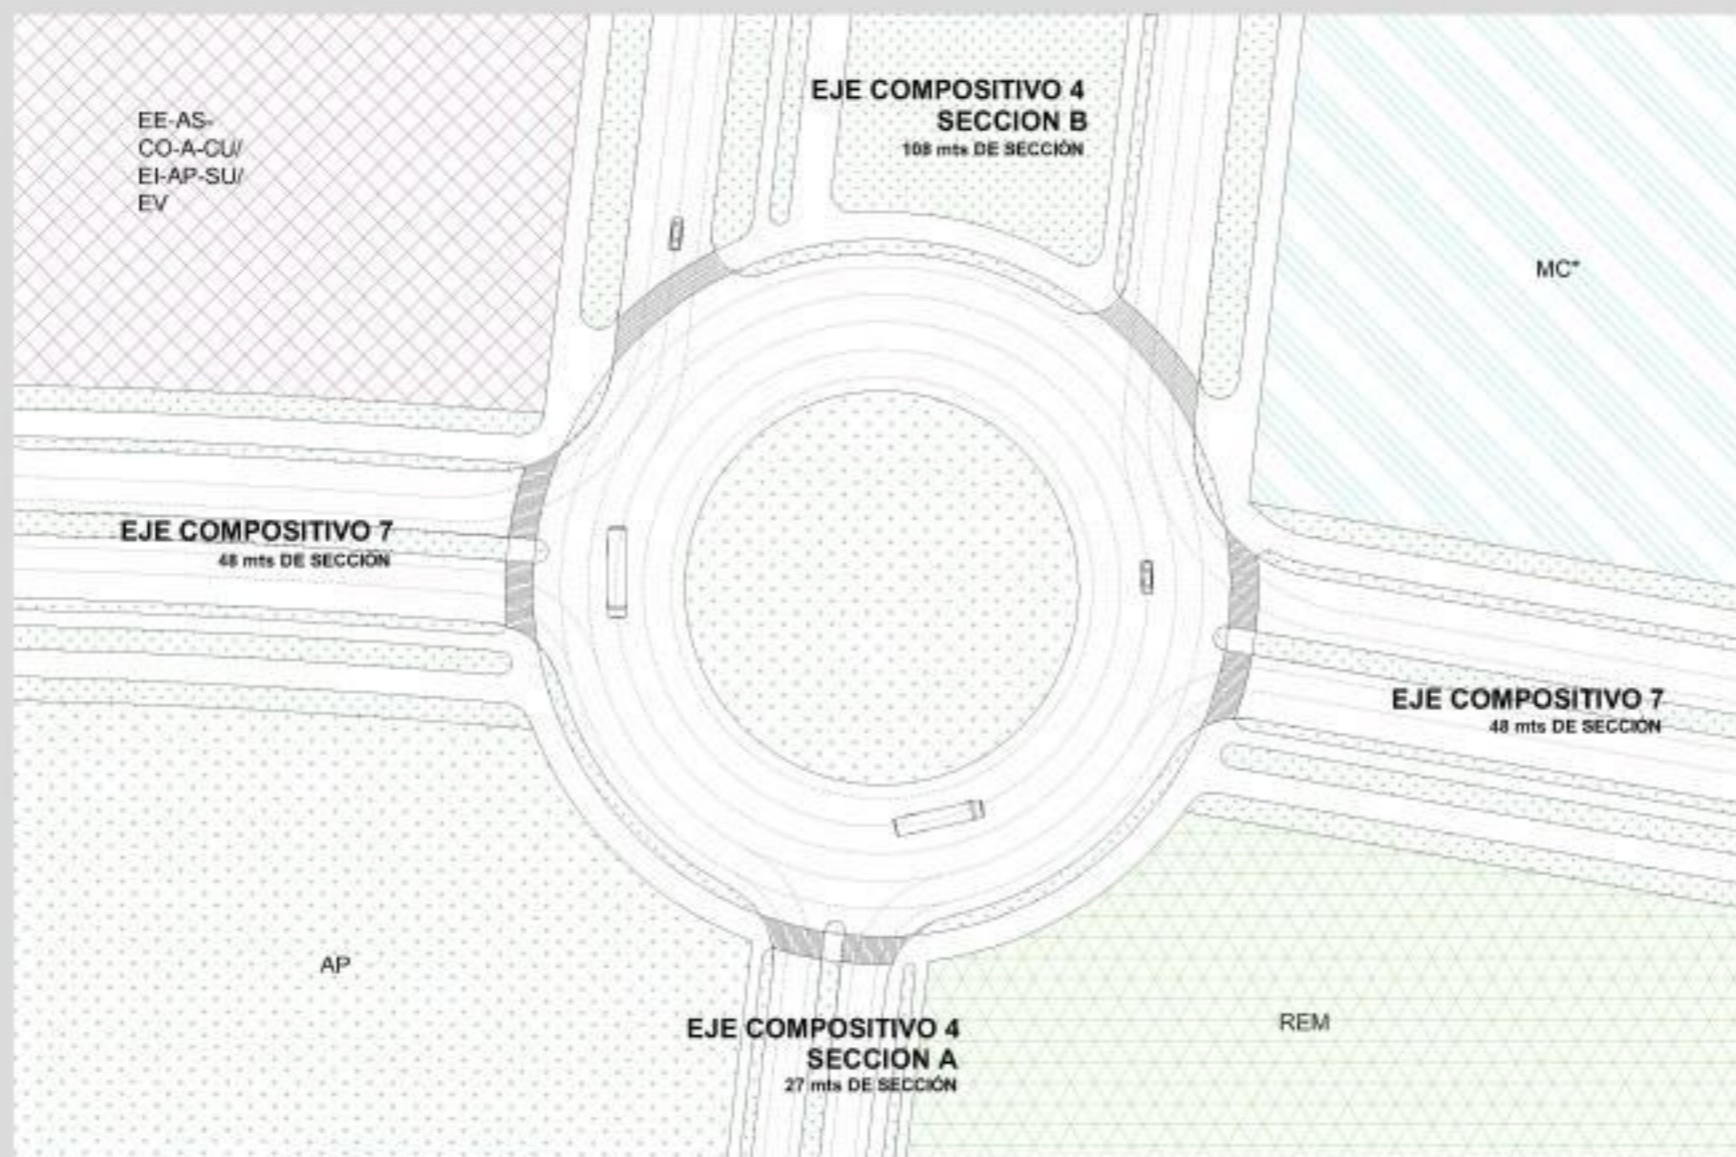 EJE COMPOSITIVO 4
SECCION B
108 mts DE SECCIÓN
EE-AS-
CO-A-CU/
EI-AP-SU/
EV
MC*
EJE COMPOSITIVO 7
48 mts DE SECCIÓN
EJE COMPOSITIVO 7
48 mts DE SECCIÓN
AP
EJE COMPOSITIVO 4
SECCION A
27 mts DE SECCIÓN
REM